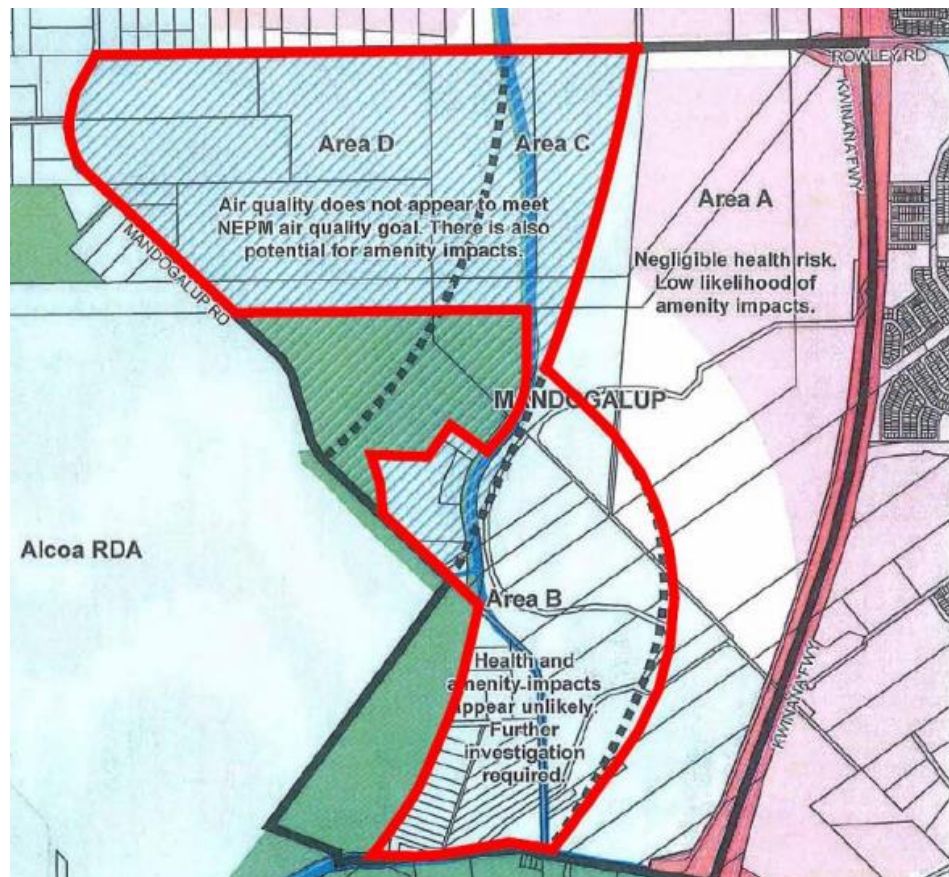 ROWLEY RD
KWINANA FWY
Area D
Area C
Area A
Air quality does not appear to meet
NEPM air quality goal. There is also
potential for amenity impacts.
MANDOGALUP RD
Negligible health risk.
Low likelihood of
amenity impacts.
MANDOGALUP
Alcoa RDA
Area B
Health and
amenity impacts
appear unlikely.
Further
investigation
required.
KWINANA FWY